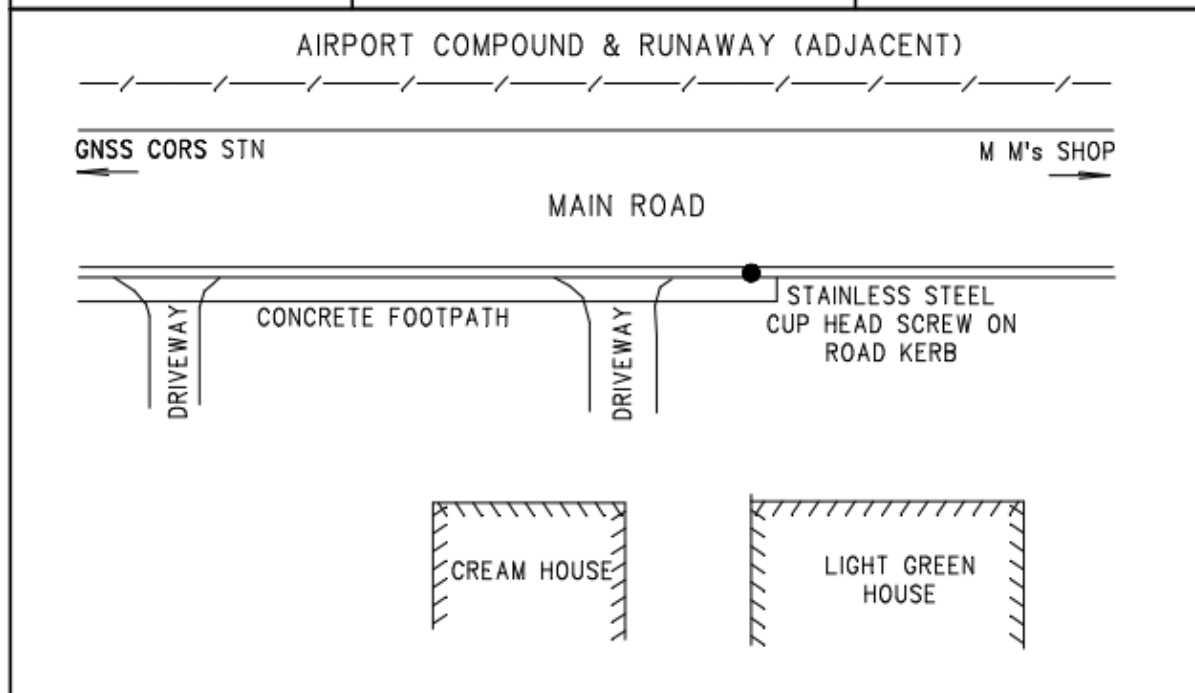 AIRPORT COMPOUND & RUNAWAY (ADJACENT)
GNSS CORS STN
M M's SHOP
MAIN ROAD
STAINLESS STEEL
CUP HEAD SCREW ON
ROAD KERB
CONCRETE FOOTPATH
DRIVEWAY
DRIVEWAY
CREAM HOUSE
LIGHT GREEN
HOUSE